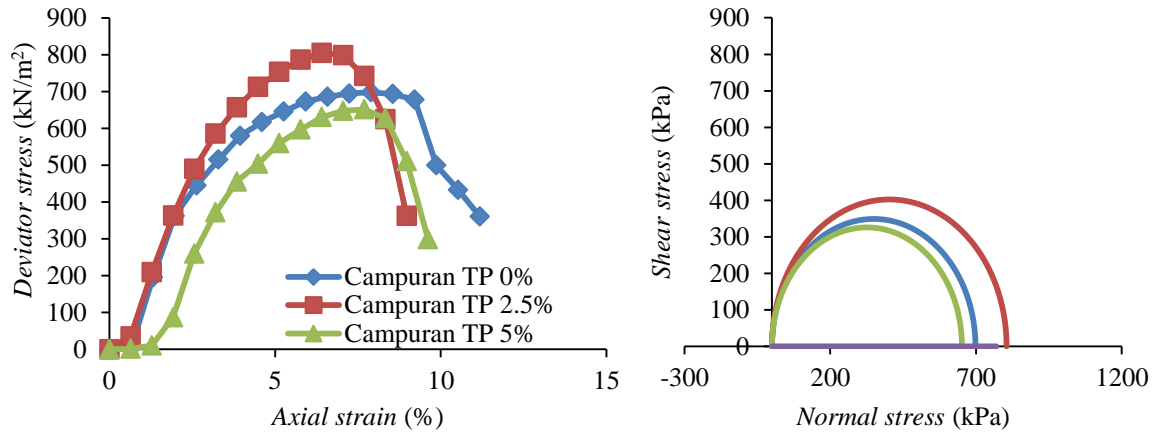 900
800
700
600
500
400
300
200
100
0
Deviator stress (kN/m²)
Campuran TP 0%
Campuran TP 2.5%
Campuran TP 5%
0 5 10 15
Axial strain (%)
900
800
700
600
500
400
300
200
100
0
Shear stress (kPa)
-300 200 700 1200
Normal stress (kPa)